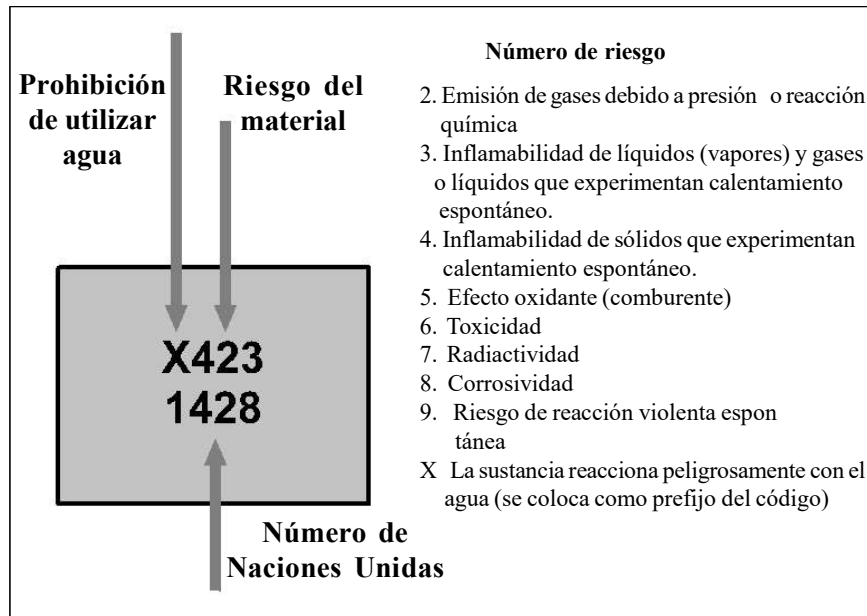 Prohibición
de utilizar
agua
Riesgo del
material
X423
1428
Número de
Naciones Unidas
Número de riesgo
2. Emisión de gases debido a presión o reacción
química
3. Inflamabilidad de líquidos (vapores) y gases
o líquidos que experimentan calentamiento
espontáneo.
4. Inflamabilidad de sólidos que experimentan
calentamiento espontáneo.
5. Efecto oxidante (comburente)
6. Toxicidad
7. Radiactividad
8. Corrosividad
9. Riesgo de reacción violenta espon
tánea
X La sustancia reacciona peligrosamente con el
agua (se coloca como prefijo del código)